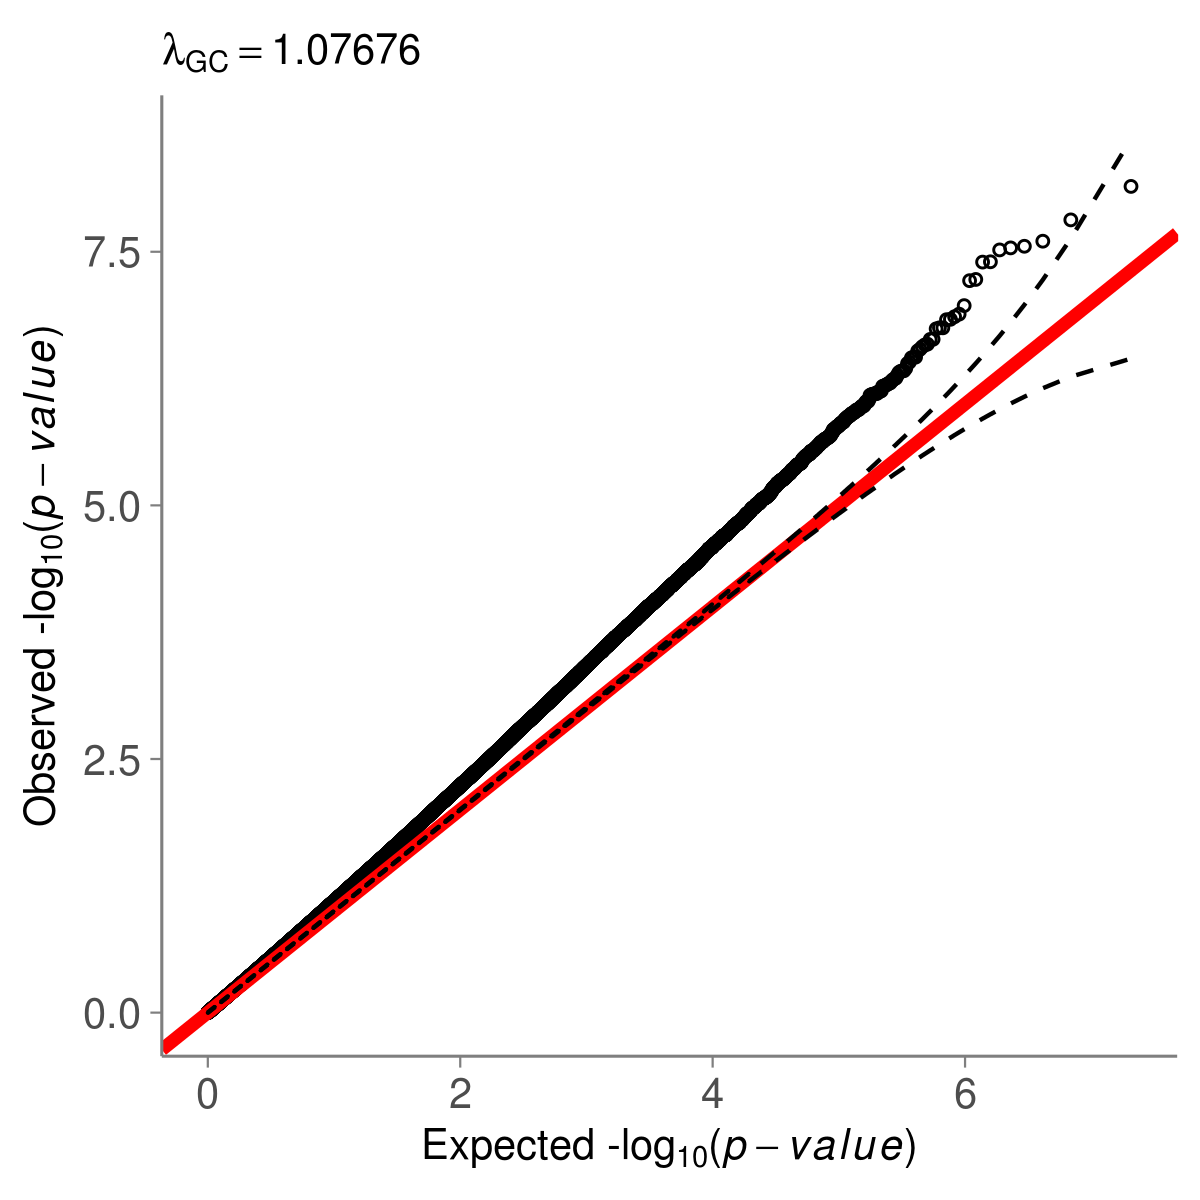 λGC = 1.07676
7.5
5.0
2.5
0.0
Observed -log10(p − value)
0 2 4 6
Expected -log10(p − value)